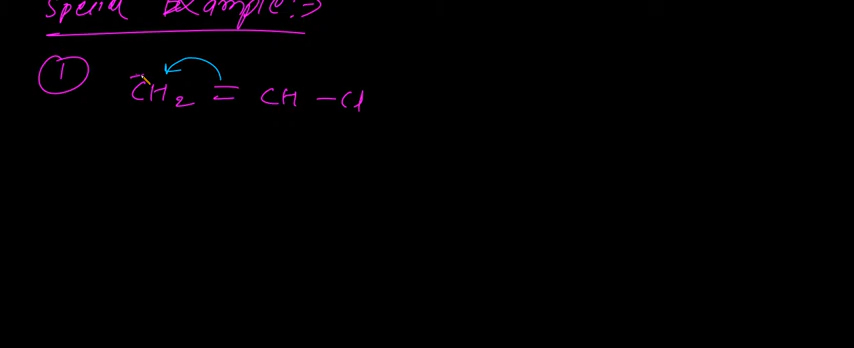 Special Example :->
① CH2 = CH - Cl